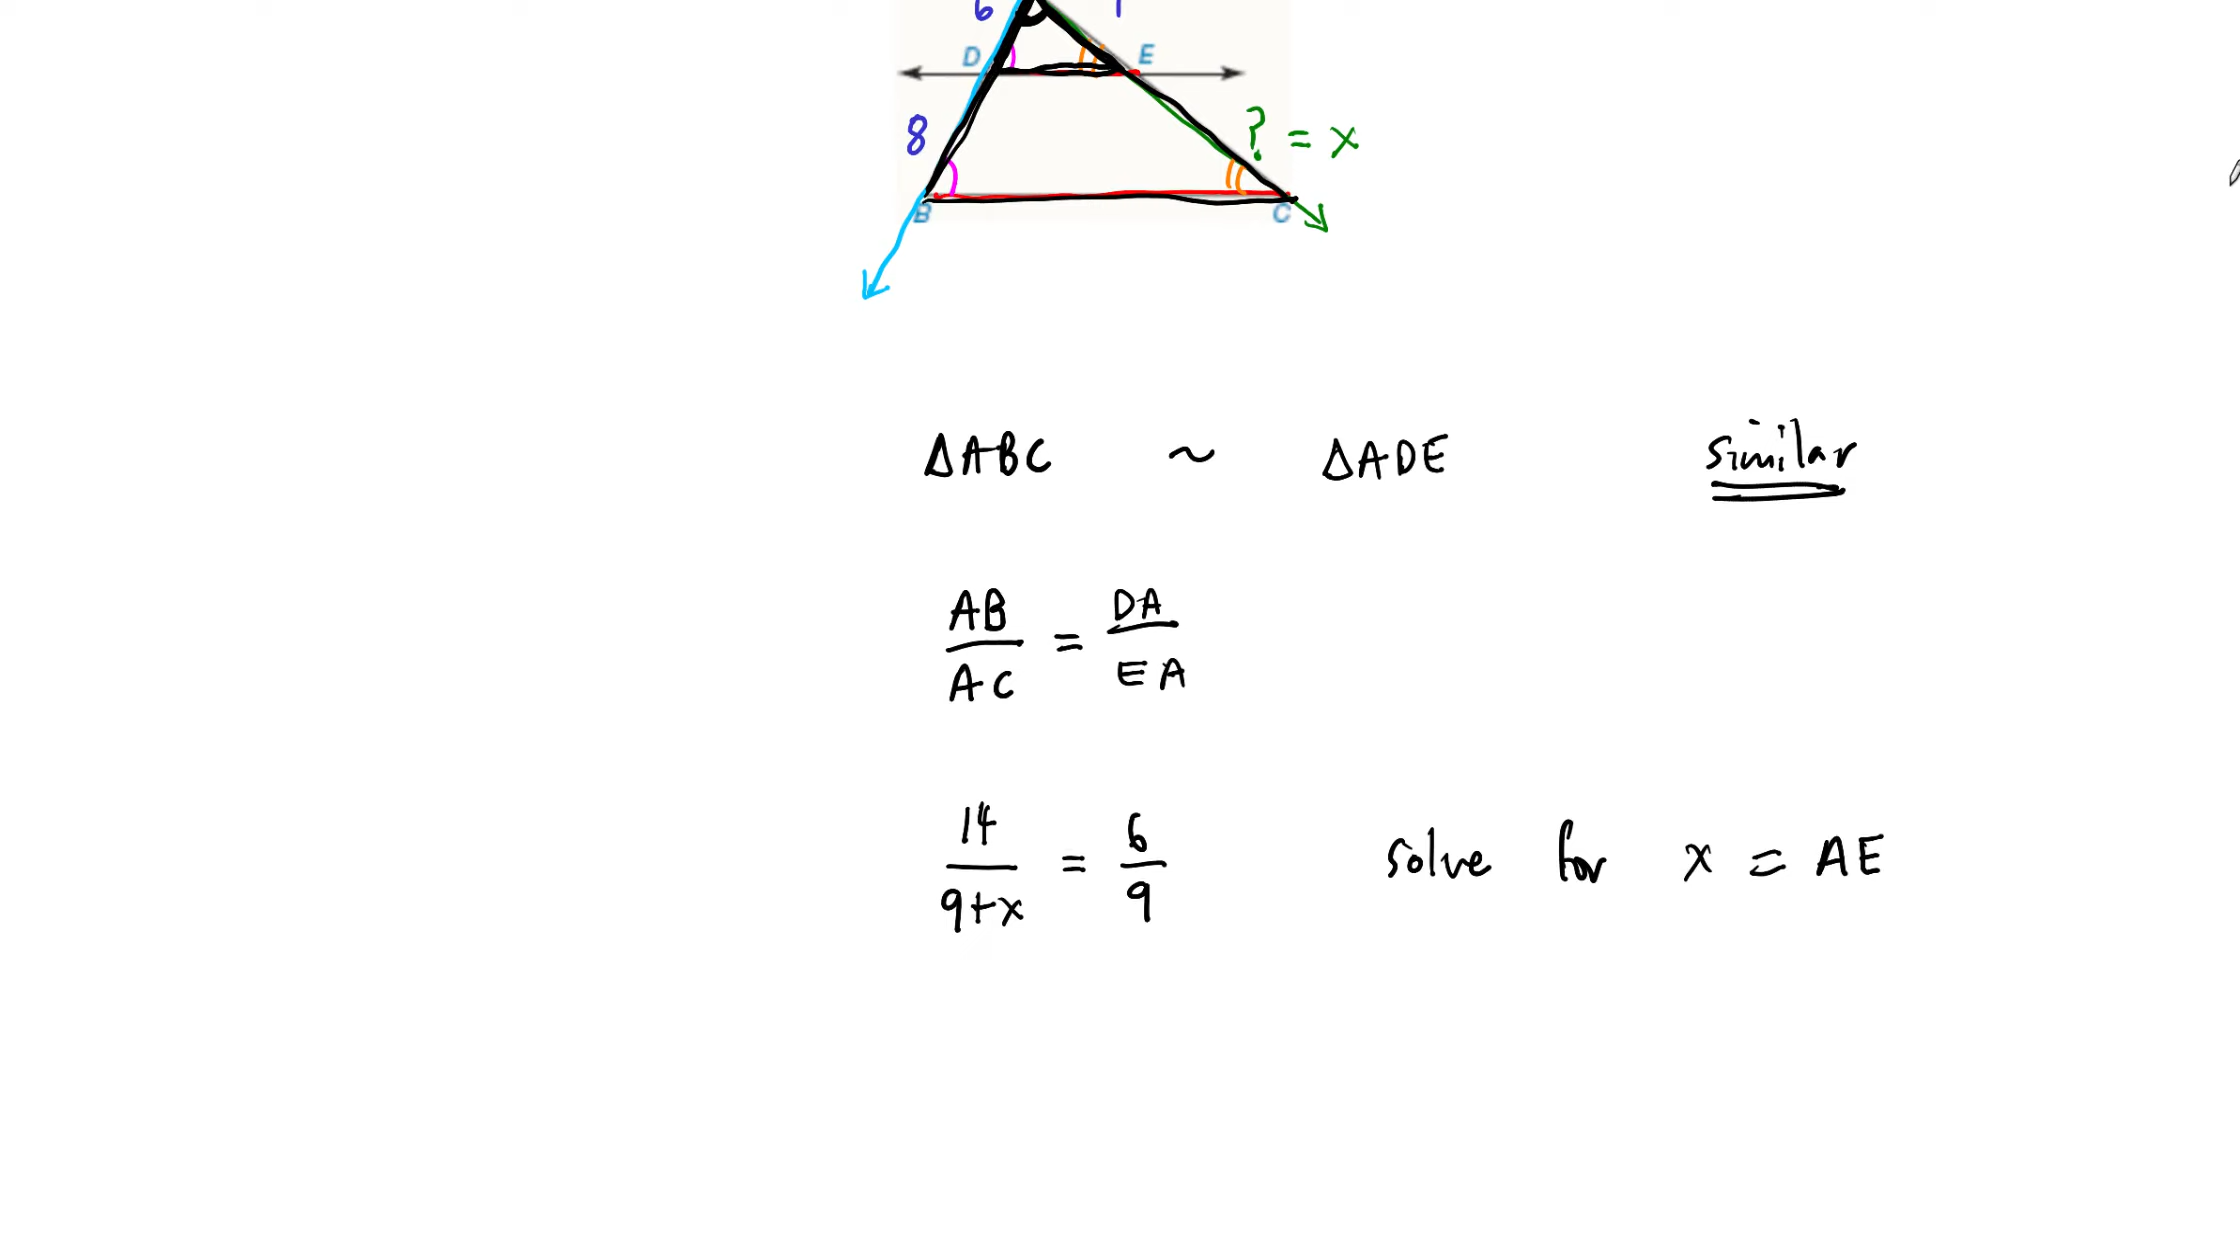 6
D E
8 ? = x
B C
ΔABC ~ ΔADE similar
AB DA
— = —
AC EA
14 6
— = — solve for x = AE
9+x 9